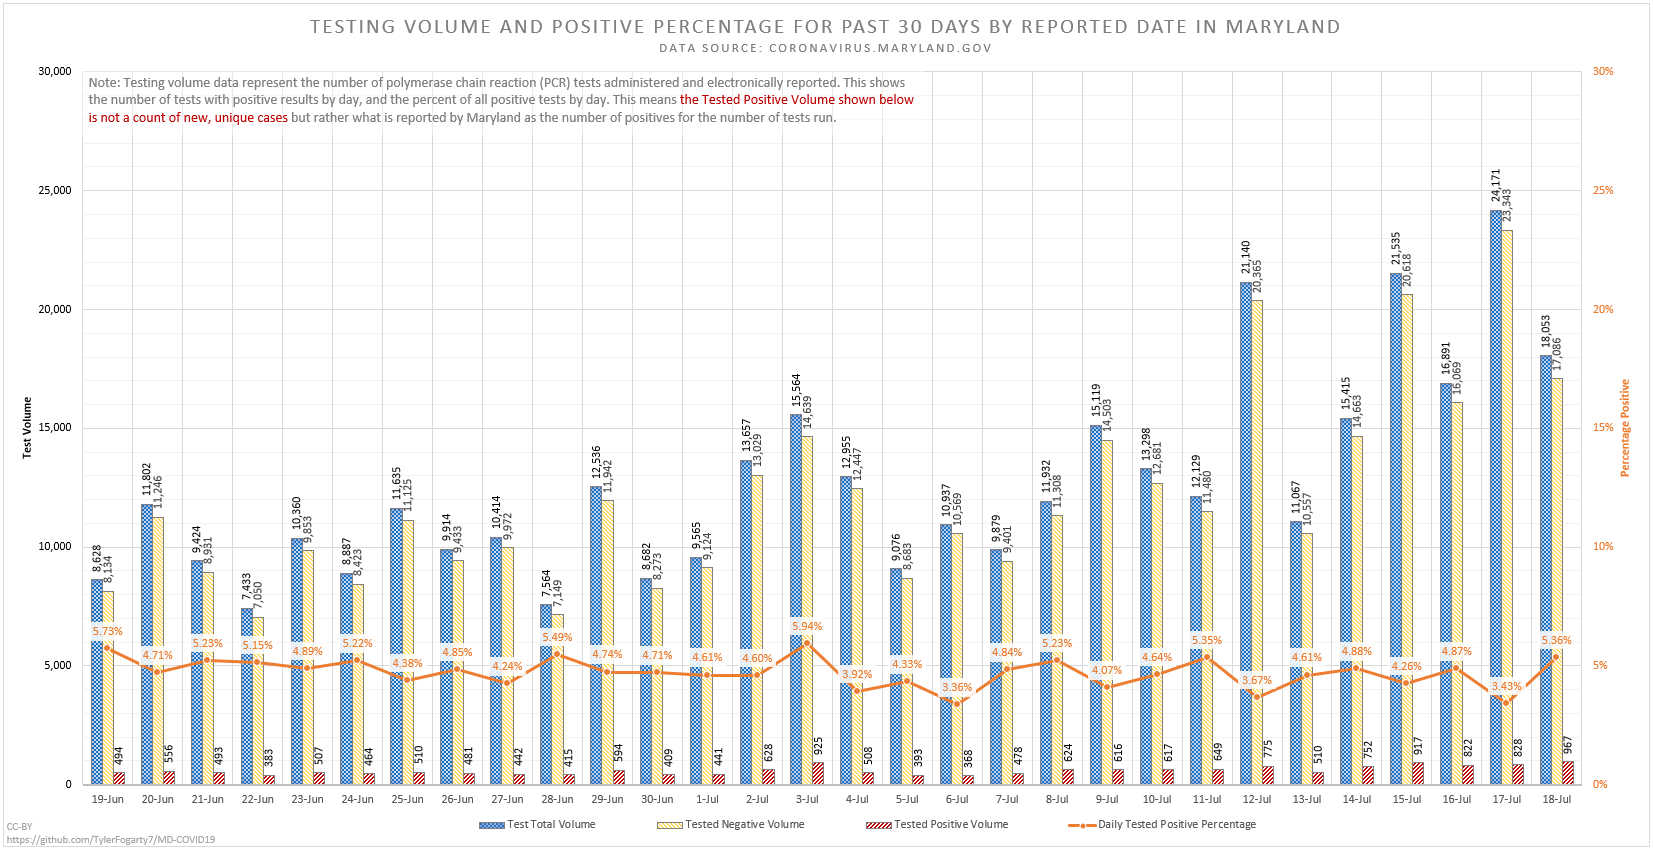 TESTING VOLUME AND POSITIVE PERCENTAGE FOR PAST 30 DAYS BY REPORTED DATE IN MARYLAND
DATA SOURCE: CORONAVIRUS.MARYLAND.GOV
Note: Testing volume data represent the number of polymerase chain reaction (PCR) tests administered and electronically reported. This shows
the number of tests with positive results by day, and the percent of all positive tests by day. This means the Tested Positive Volume shown below
is not a count of new, unique cases but rather what is reported by Maryland as the number of positives for the number of tests run.
Test Volume
30,000
25,000
20,000
15,000
10,000
5,000
0
Percentage Positive
30%
25%
20%
15%
10%
5%
0%
8,628 8,134 5.73% 494
11,802 11,246 4.71% 556
9,424 8,931 5.23% 493
7,433 7,050 5.15% 383
10,360 9,853 4.89% 507
8,887 8,423 5.22% 464
11,635 11,125 4.38% 510
9,914 9,433 4.85% 481
10,414 9,972 4.24% 442
7,564 7,149 5.49% 415
12,536 11,942 4.74% 594
8,682 8,273 4.71% 409
9,565 9,124 4.61% 441
13,657 13,029 4.60% 628
15,564 14,639 5.94% 925
12,955 12,447 3.92% 508
9,076 8,683 4.33% 393
10,937 10,569 3.36% 368
9,879 9,401 4.84% 478
11,932 11,308 5.23% 624
15,119 14,503 4.07% 616
13,298 12,681 4.64% 617
12,129 11,480 5.35% 649
21,140 20,365 3.67% 775
11,067 10,557 4.61% 510
15,415 14,663 4.88% 752
21,535 20,618 4.26% 917
16,891 16,069 4.87% 822
24,171 23,343 3.43% 828
18,053 17,086 5.36% 967
19-Jun 20-Jun 21-Jun 22-Jun 23-Jun 24-Jun 25-Jun 26-Jun 27-Jun 28-Jun 29-Jun 30-Jun 1-Jul 2-Jul 3-Jul 4-Jul 5-Jul 6-Jul 7-Jul 8-Jul 9-Jul 10-Jul 11-Jul 12-Jul 13-Jul 14-Jul 15-Jul 16-Jul 17-Jul 18-Jul
Test Total Volume Tested Negative Volume Tested Positive Volume Daily Tested Positive Percentage
CC-BY
https://github.com/TylerFogarty7/MD-COVID19